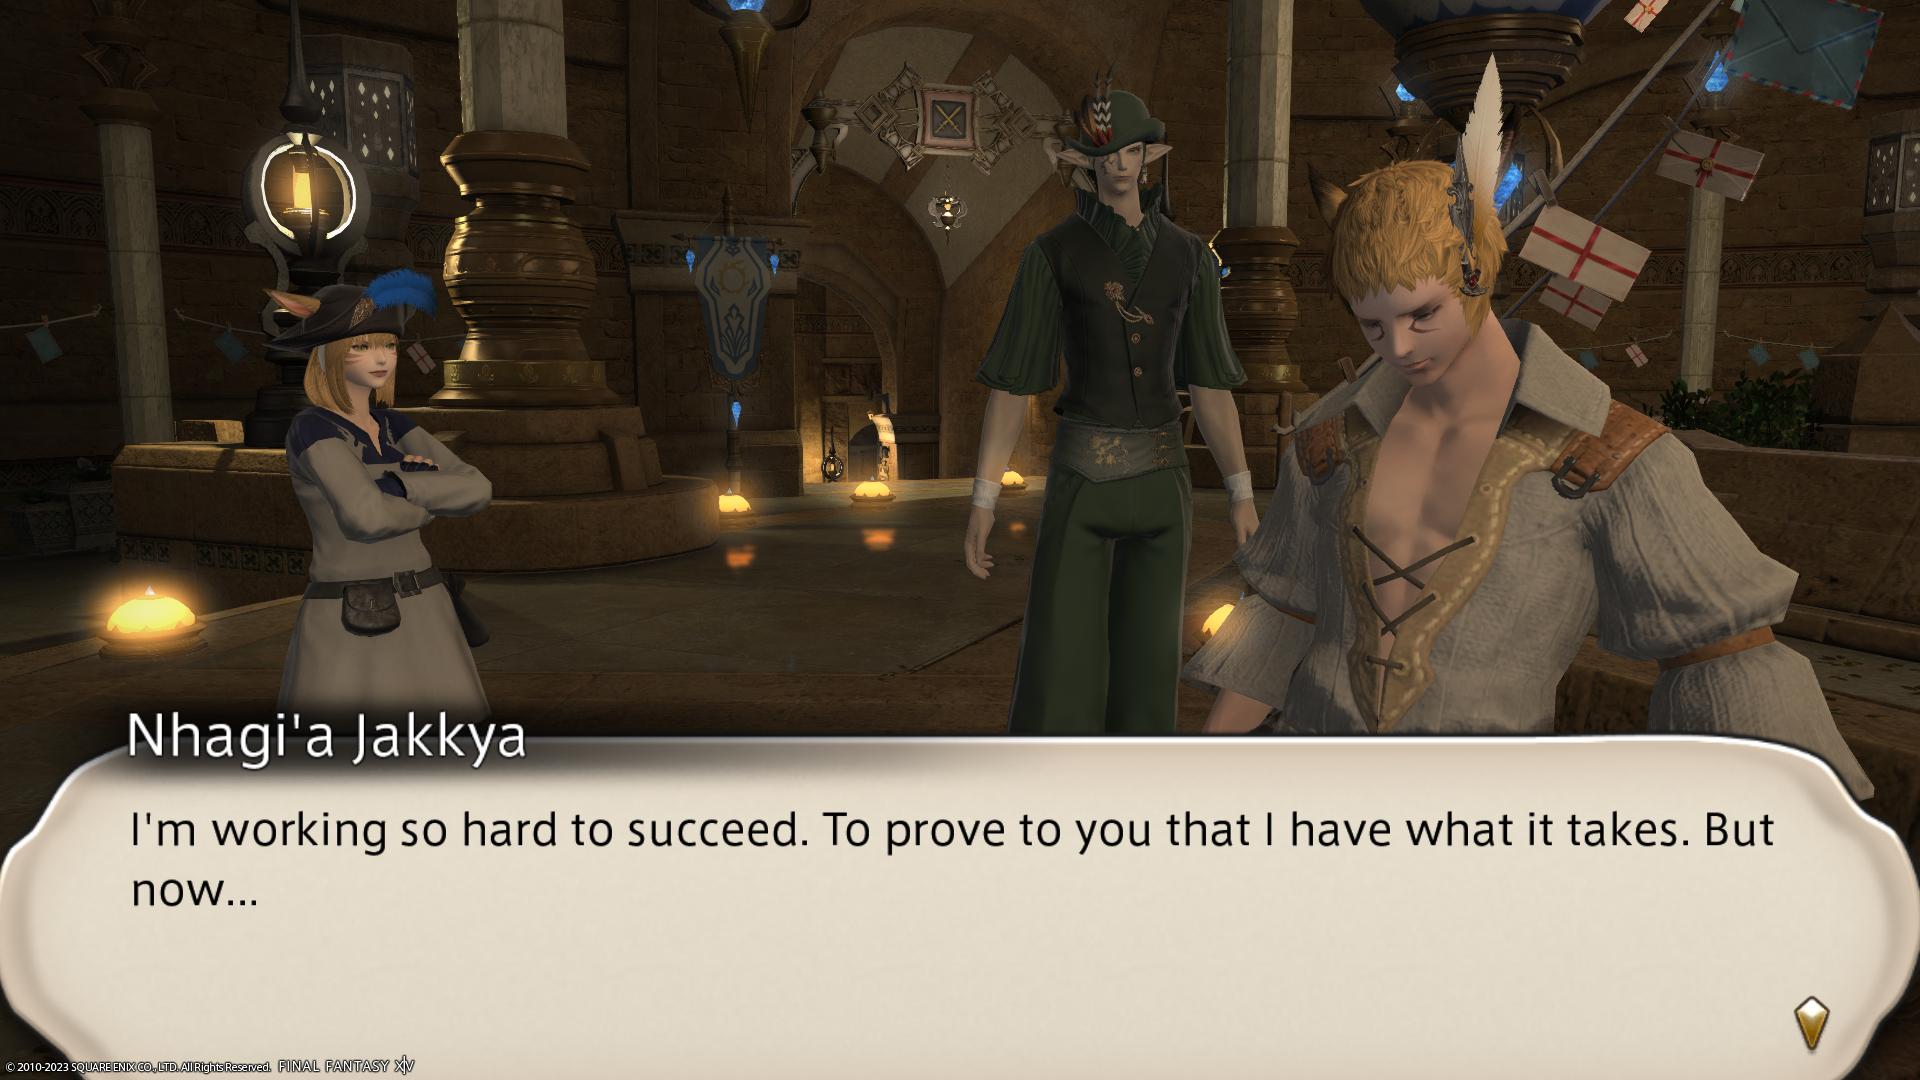 Nhagi'a Jakkya
I'm working so hard to succeed. To prove to you that I have what it takes. But
now...
© 2010-2023 SQUARE ENIX CO., LTD. All Rights Reserved. FINAL FANTASY XIV